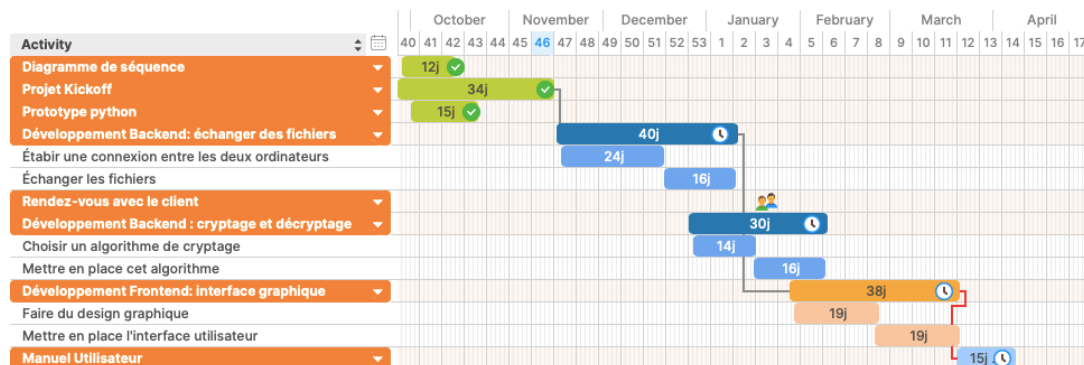 October November December January February March April
Activity 40 41 42 43 44 45 46 47 48 49 50 51 52 53 1 2 3 4 5 6 7 8 9 10 11 12 13 14 15 16 17
Diagramme de séquence 12j
Projet Kickoff 34j
Prototype python 15j
Développement Backend: échanger des fichiers 40j
Étabir une connexion entre les deux ordinateurs 24j
Échanger les fichiers 16j
Rendez-vous avec le client
Développement Backend : cryptage et décryptage 30j
Choisir un algorithme de cryptage 14j
Mettre en place cet algorithme 16j
Développement Frontend: interface graphique 38j
Faire du design graphique 19j
Mettre en place l'interface utilisateur 19j
Manuel Utilisateur 15j